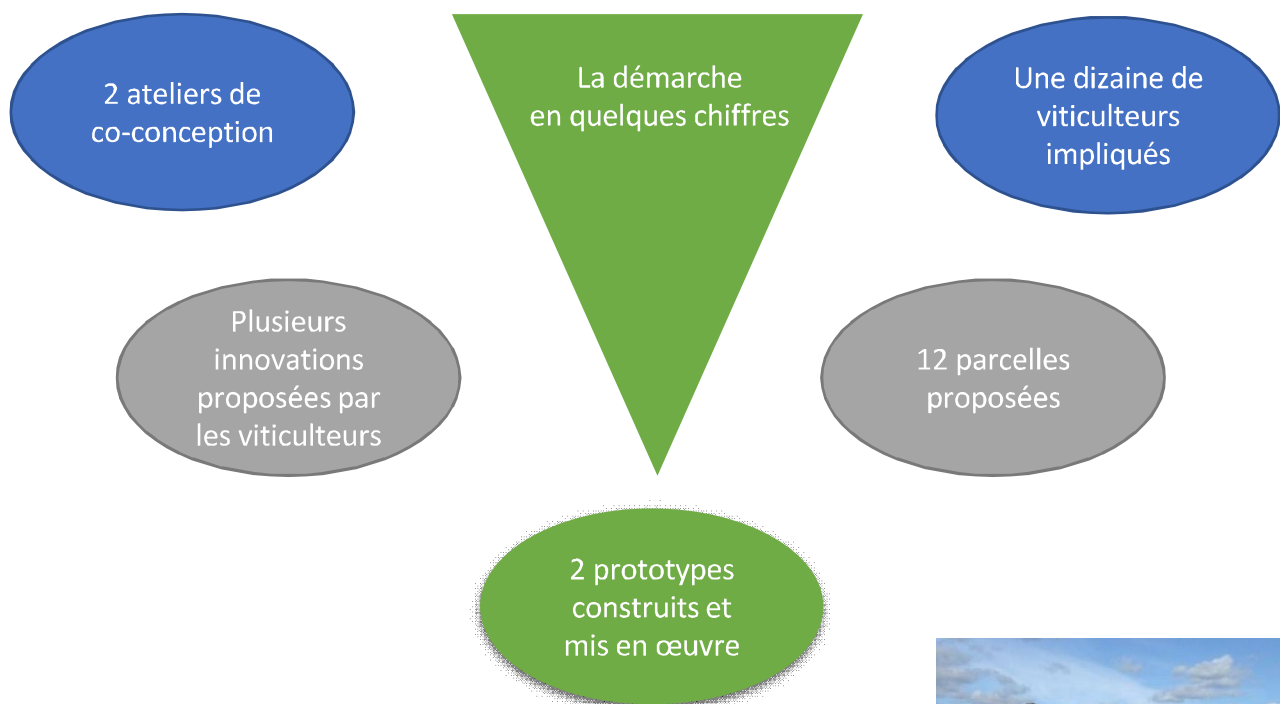 2 ateliers de
co-conception
La démarche
en quelques chiffres
Une dizaine de
viticulteurs
impliqués
Plusieurs
innovations
proposées par
les viticulteurs
12 parcelles
proposées
2 prototypes
construits et
mis en œuvre